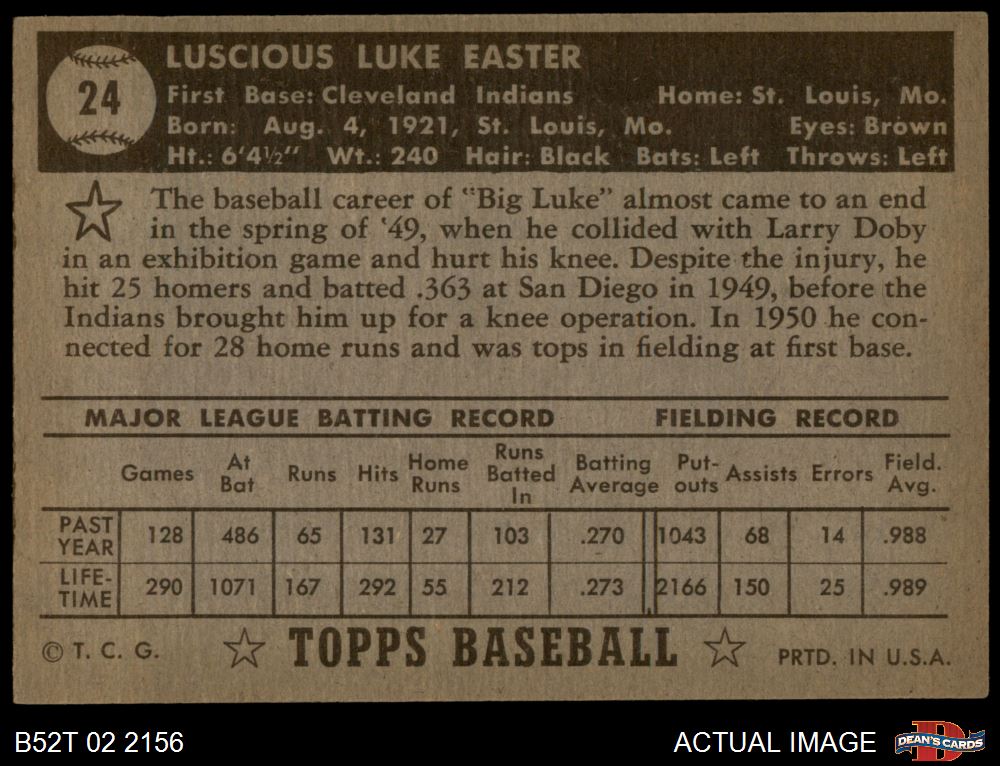 24
LUSCIOUS LUKE EASTER
First Base: Cleveland Indians Home: St. Louis, Mo.
Born: Aug. 4, 1921, St. Louis, Mo. Eyes: Brown
Ht.: 6'4½" Wt.: 240 Hair: Black Bats: Left Throws: Left
The baseball career of "Big Luke" almost came to an end
in the spring of '49, when he collided with Larry Doby
in an exhibition game and hurt his knee. Despite the injury, he
hit 25 homers and batted .363 at San Diego in 1949, before the
Indians brought him up for a knee operation. In 1950 he con-
nected for 28 home runs and was tops in fielding at first base.
MAJOR LEAGUE BATTING RECORD FIELDING RECORD
Games At Bat Runs Hits Home Runs Runs Batted In Batting Average Put-outs Assists Errors Field. Avg.
PAST YEAR 128 486 65 131 27 103 .270 1043 68 14 .988
LIFE-TIME 290 1071 167 292 55 212 .273 2166 150 25 .989
© T. C. G. TOPPS BASEBALL PRTD. IN U.S.A.
B52T 02 2156 ACTUAL IMAGE DEAN'S CARDS